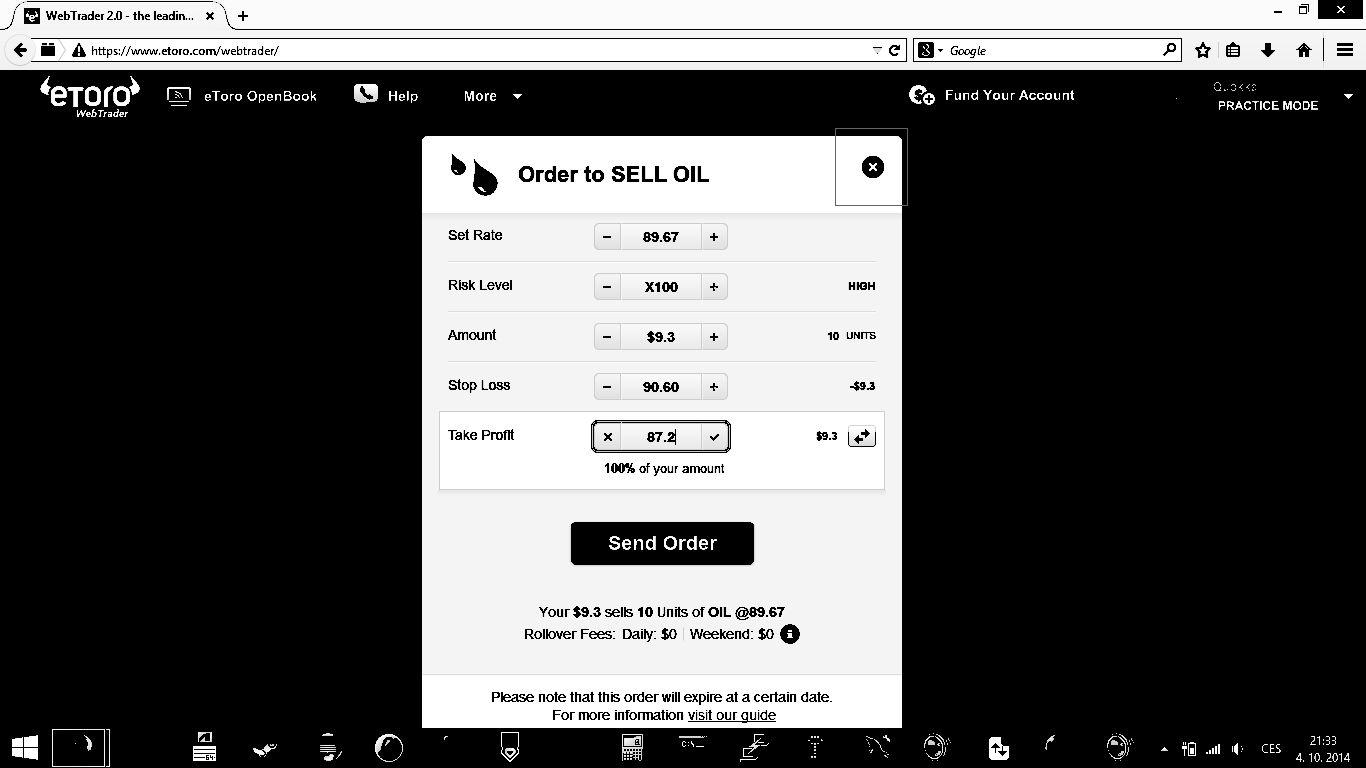 WebTrader 2.0 - the leadin...
https://www.etoro.com/webtrader/
Google
eToro
WebTrader
eToro OpenBook
Help
More
Fund Your Account
PRACTICE MODE
Order to SELL OIL
Set Rate - 89.67 +
Risk Level - X100 + HIGH
Amount - $9.3 + 10 UNITS
Stop Loss - 90.60 + -$9.3
Take Profit 87.2 $9.3
100% of your amount
Send Order
Your $9.3 sells 10 Units of OIL @89.67
Rollover Fees: Daily: $0 | Weekend: $0
Please note that this order will expire at a certain date.
For more information visit our guide
CES
21:33
4. 10. 2014